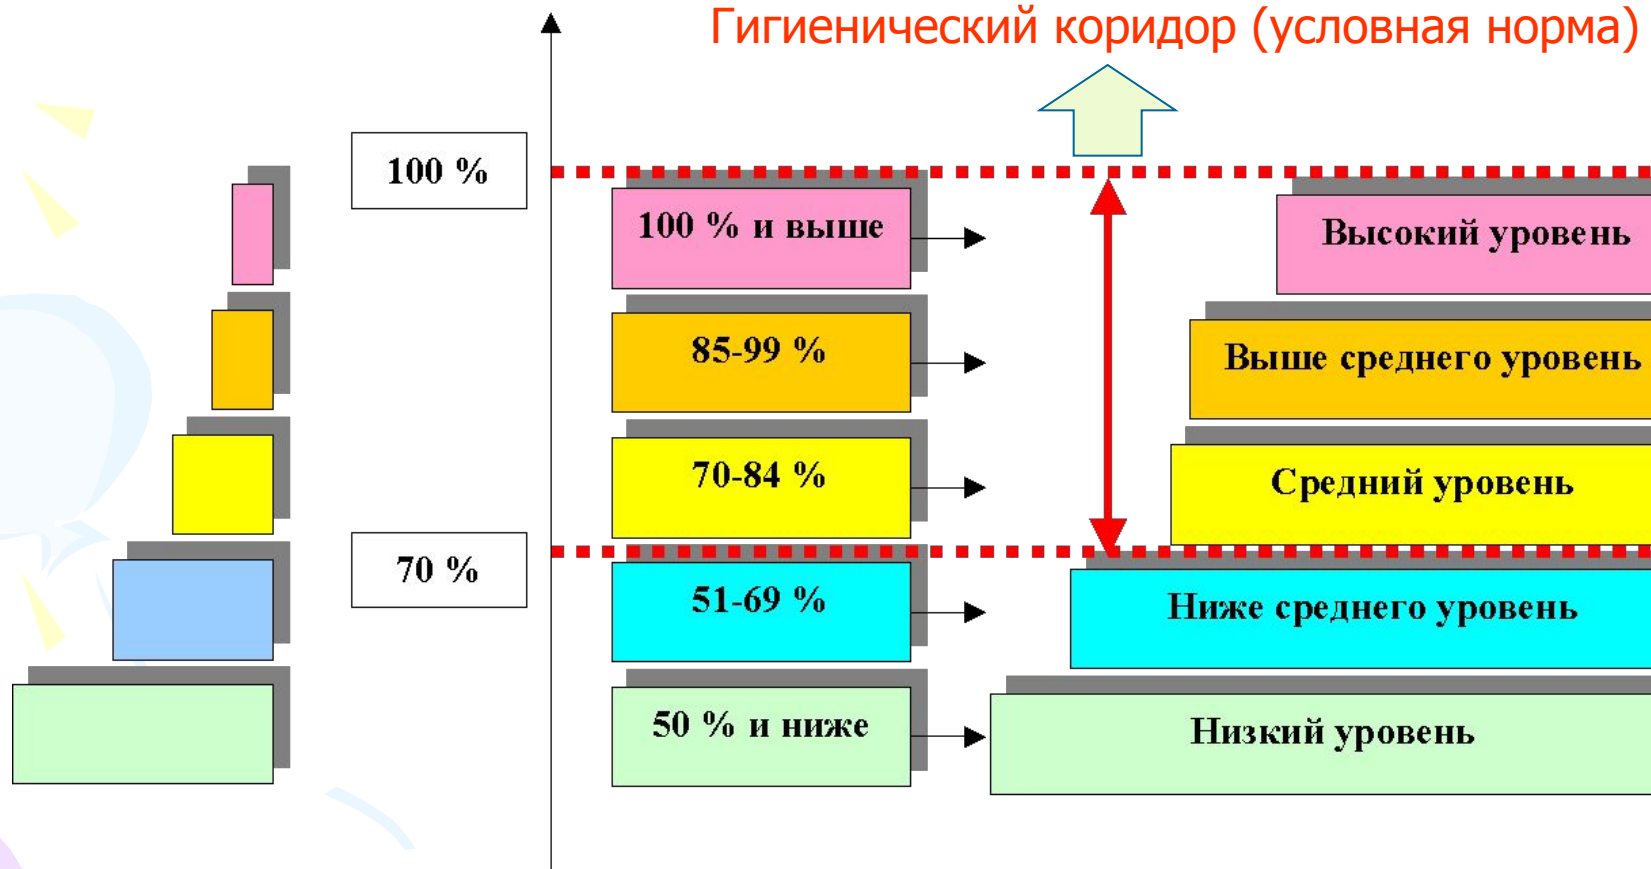 Гигиенический коридор (условная норма)
100 %
100 % и выше
Высокий уровень
85-99 %
Выше среднего уровень
70-84 %
Средний уровень
70 %
51-69 %
Ниже среднего уровень
50 % и ниже
Низкий уровень